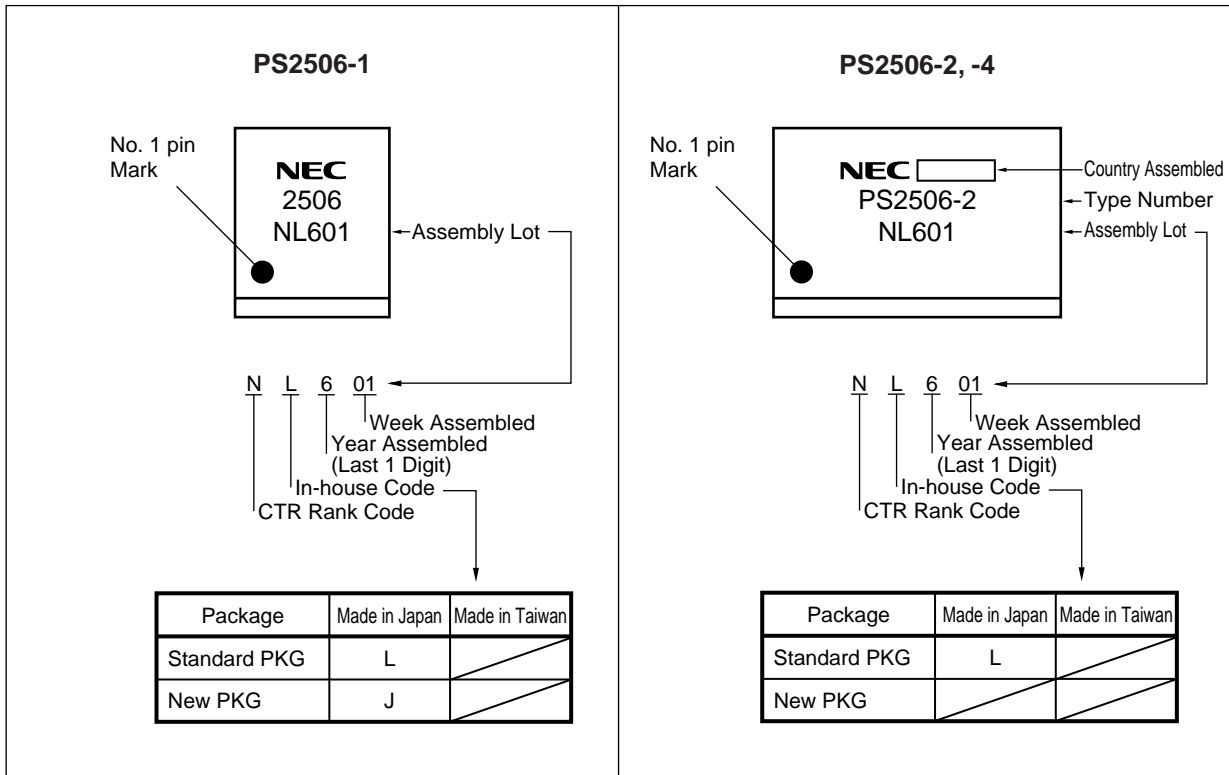 PS2506-1
No. 1 pin
Mark
NEC
2506
NL601
Assembly Lot
N L 6 01
Week Assembled
Year Assembled
(Last 1 Digit)
In-house Code
CTR Rank Code
Package Made in Japan Made in Taiwan
Standard PKG L
New PKG J
PS2506-2, -4
No. 1 pin
Mark
NEC
Country Assembled
PS2506-2
Type Number
NL601
Assembly Lot
N L 6 01
Week Assembled
Year Assembled
(Last 1 Digit)
In-house Code
CTR Rank Code
Package Made in Japan Made in Taiwan
Standard PKG L
New PKG